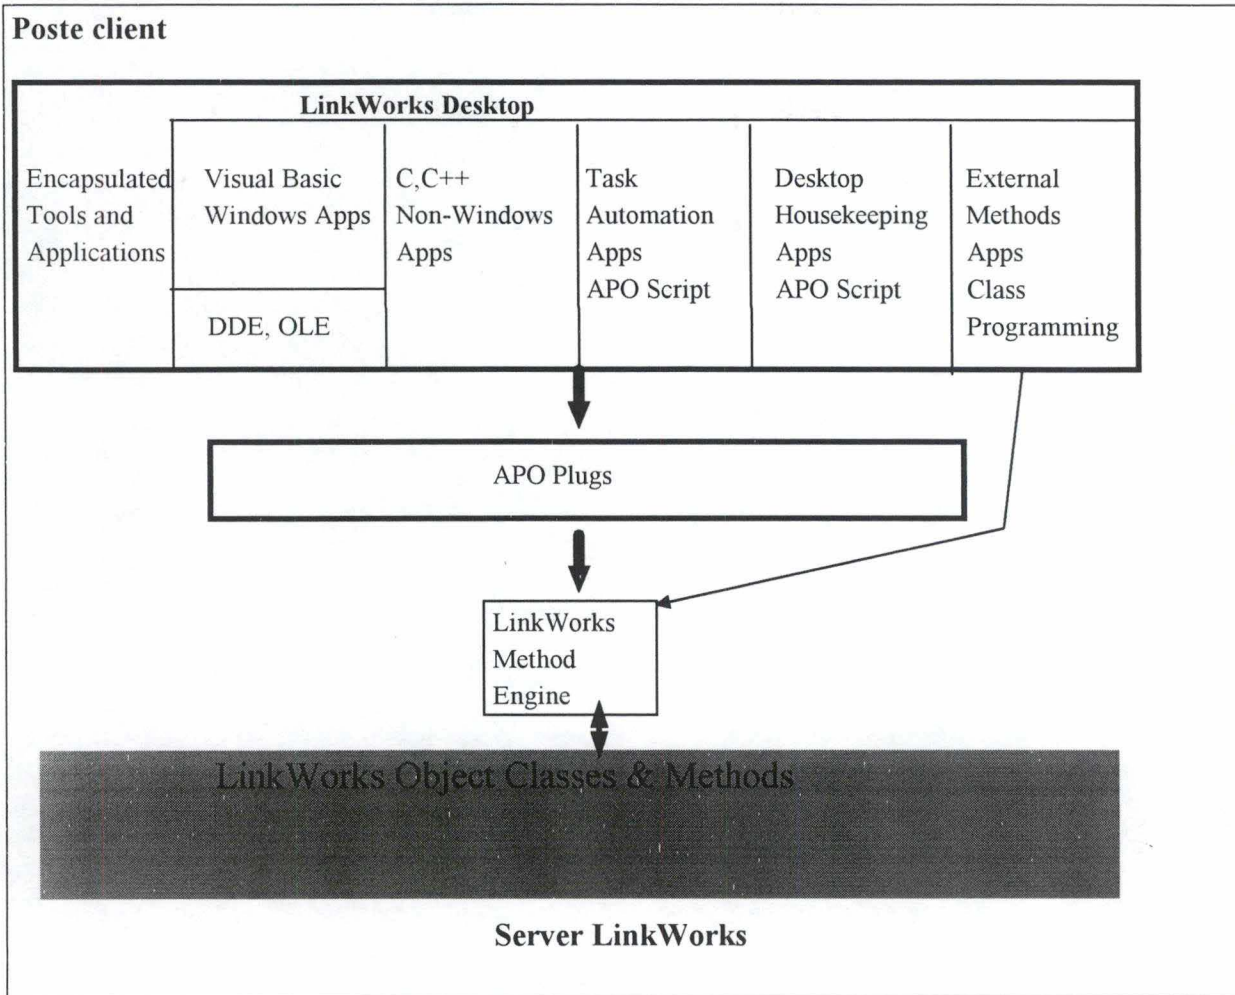 Poste client
LinkWorks Desktop
Encapsulated
Tools and
Applications
Visual Basic
Windows Apps
DDE, OLE
C,C++
Non-Windows
Apps
Task
Automation
Apps
APO Script
Desktop
Housekeeping
Apps
APO Script
External
Methods
Apps
Class
Programming
APO Plugs
LinkWorks
Method
Engine
LinkWorks Object Classes & Methods
Server LinkWorks